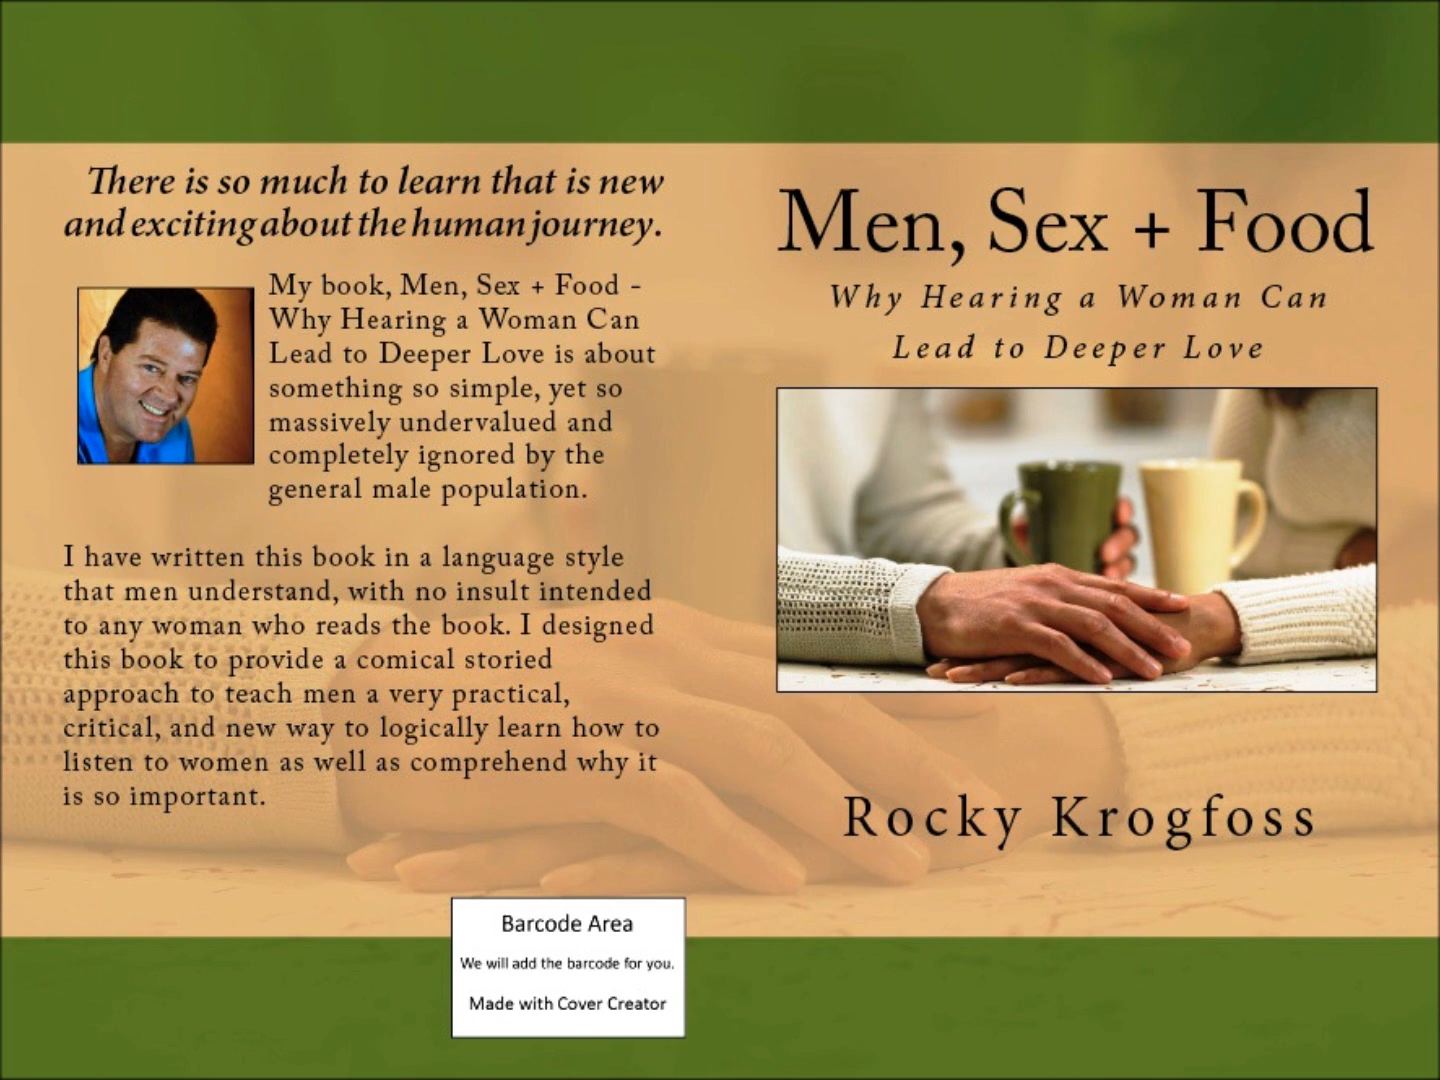 There is so much to learn that is new
and exciting about the human journey.
My book, Men, Sex + Food -
Why Hearing a Woman Can
Lead to Deeper Love is about
something so simple, yet so
massively undervalued and
completely ignored by the
general male population.
I have written this book in a language style
that men understand, with no insult intended
to any woman who reads the book. I designed
this book to provide a comical storied
approach to teach men a very practical,
critical, and new way to logically learn how to
listen to women as well as comprehend why it
is so important.
Barcode Area
We will add the barcode for you.
Made with Cover Creator
Men, Sex + Food
Why Hearing a Woman Can
Lead to Deeper Love
Rocky Krogfoss